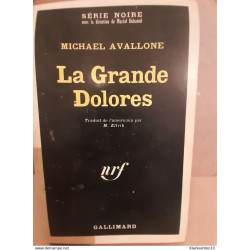 SÉRIE NOIRE
sous la direction de Marcel Duhamel
MICHAEL AVALLONE
La Grande
Dolores
Traduit de l'américain par
M. Elfvik
nrf
GALLIMARD